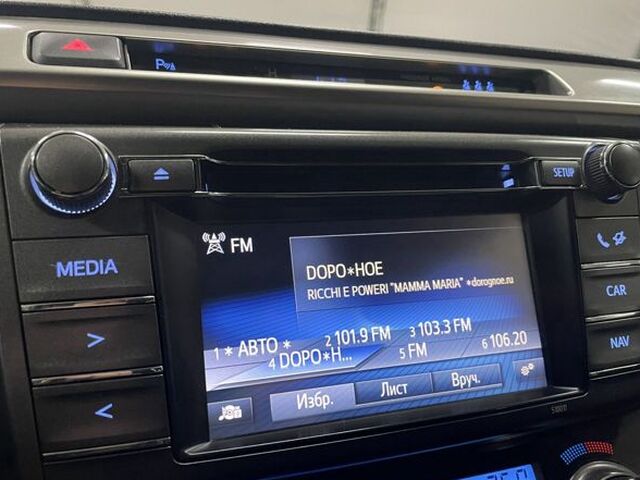 P
SETUP
FM
DOPO*HOE
RICCHI E POWERI "MAMMA MARIA" *dorognoe.ru
MEDIA
CAR
1 * АВТО *
2 101.9 FM
3 103.3 FM
4 DOPO*H...
5 FM
6 106.20
NAV
>
<
Избр.
Лист
Вруч.